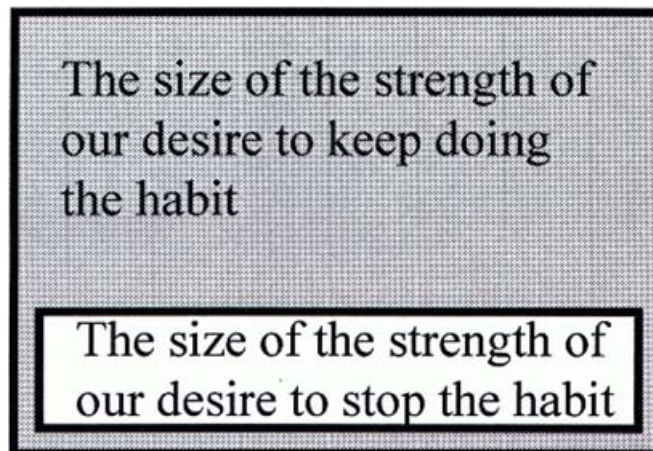 The size of the strength of
our desire to keep doing
the habit
The size of the strength of
our desire to stop the habit